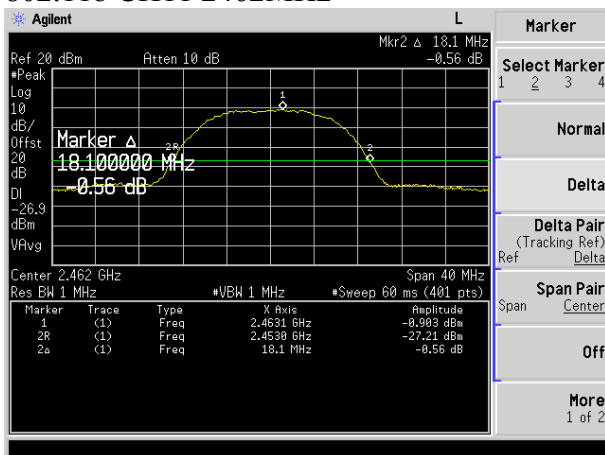 Agilent L
Mkr2 Δ 18.1 MHz
Ref 20 dBm Atten 10 dB -0.56 dB
#Peak
Log
10
dB/
Offst
20
dB
DI
-26.9
dBm
VAvg
1
2R
2
Marker Δ
18.100000 MHz
-0.56 dB
Center 2.462 GHz Span 40 MHz
Res BW 1 MHz #VBW 1 MHz #Sweep 60 ms (401 pts)
Marker Trace Type X Axis Amplitude
1 (1) Freq 2.4631 GHz -0.903 dBm
2R (1) Freq 2.4530 GHz -27.21 dBm
2Δ (1) Freq 18.1 MHz -0.56 dB
Marker
Select Marker
1 2 3 4
Normal
Delta
Delta Pair
(Tracking Ref)
Ref Delta
Span Pair
Span Center
Off
More
1 of 2